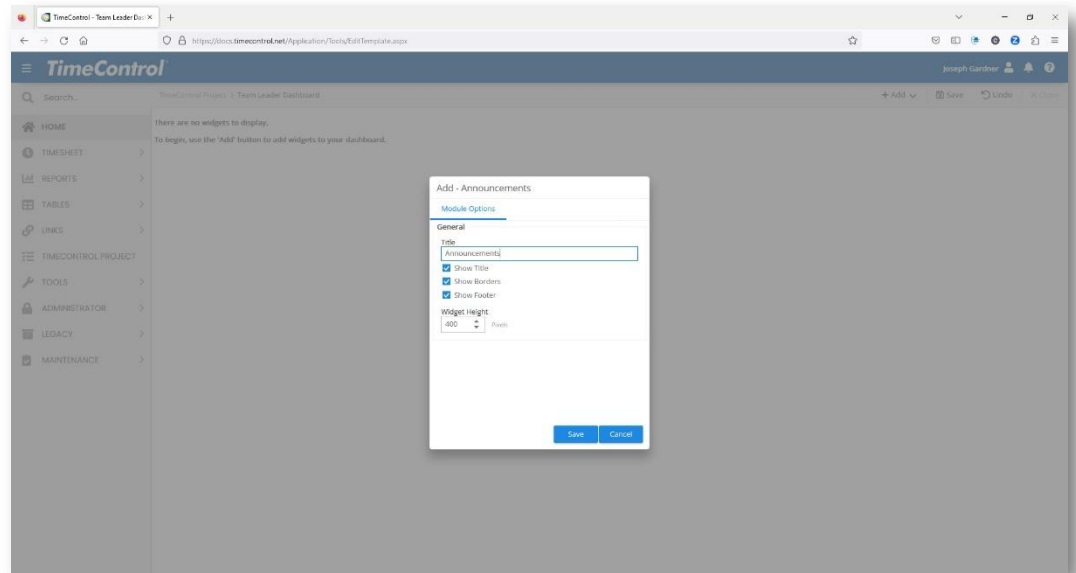 TimeControl - Team Leader Das
https://docs.timecontrol.net/Application/Tools/EditTemplate.aspx
TimeControl
Joseph Gardner
Search...
TimeControl Project > Team Leader Dashboard
+ Add
Save
Undo
Close
HOME
There are no widgets to display.
To begin, use the 'Add' button to add widgets to your dashboard.
TIMESHEET
REPORTS
TABLES
LINKS
TIMECONTROL PROJECT
TOOLS
ADMINISTRATOR
LEGACY
MAINTENANCE
Add - Announcements
Module Options
General
Title
Announcements
Show Title
Show Borders
Show Footer
Widget Height
400 Pixels
Save Cancel